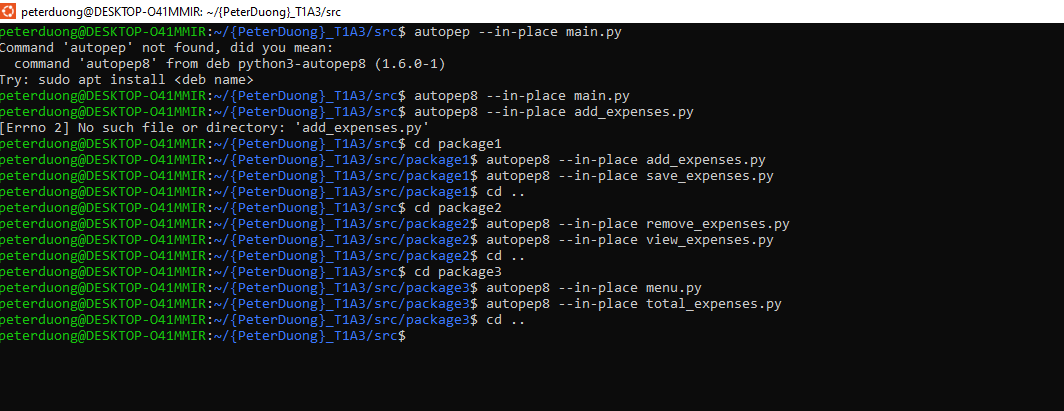 peterduong@DESKTOP-O41MMIR: ~/{PeterDuong}_T1A3/src
peterduong@DESKTOP-O41MMIR:~/{PeterDuong}_T1A3/src$ autopep --in-place main.py
Command 'autopep' not found, did you mean:
  command 'autopep8' from deb python3-autopep8 (1.6.0-1)
Try: sudo apt install <deb name>
peterduong@DESKTOP-O41MMIR:~/{PeterDuong}_T1A3/src$ autopep8 --in-place main.py
peterduong@DESKTOP-O41MMIR:~/{PeterDuong}_T1A3/src$ autopep8 --in-place add_expenses.py
[Errno 2] No such file or directory: 'add_expenses.py'
peterduong@DESKTOP-O41MMIR:~/{PeterDuong}_T1A3/src$ cd package1
peterduong@DESKTOP-O41MMIR:~/{PeterDuong}_T1A3/src/package1$ autopep8 --in-place add_expenses.py
peterduong@DESKTOP-O41MMIR:~/{PeterDuong}_T1A3/src/package1$ autopep8 --in-place save_expenses.py
peterduong@DESKTOP-O41MMIR:~/{PeterDuong}_T1A3/src/package1$ cd ..
peterduong@DESKTOP-O41MMIR:~/{PeterDuong}_T1A3/src$ cd package2
peterduong@DESKTOP-O41MMIR:~/{PeterDuong}_T1A3/src/package2$ autopep8 --in-place remove_expenses.py
peterduong@DESKTOP-O41MMIR:~/{PeterDuong}_T1A3/src/package2$ autopep8 --in-place view_expenses.py
peterduong@DESKTOP-O41MMIR:~/{PeterDuong}_T1A3/src/package2$ cd ..
peterduong@DESKTOP-O41MMIR:~/{PeterDuong}_T1A3/src$ cd package3
peterduong@DESKTOP-O41MMIR:~/{PeterDuong}_T1A3/src/package3$ autopep8 --in-place menu.py
peterduong@DESKTOP-O41MMIR:~/{PeterDuong}_T1A3/src/package3$ autopep8 --in-place total_expenses.py
peterduong@DESKTOP-O41MMIR:~/{PeterDuong}_T1A3/src/package3$ cd ..
peterduong@DESKTOP-O41MMIR:~/{PeterDuong}_T1A3/src$